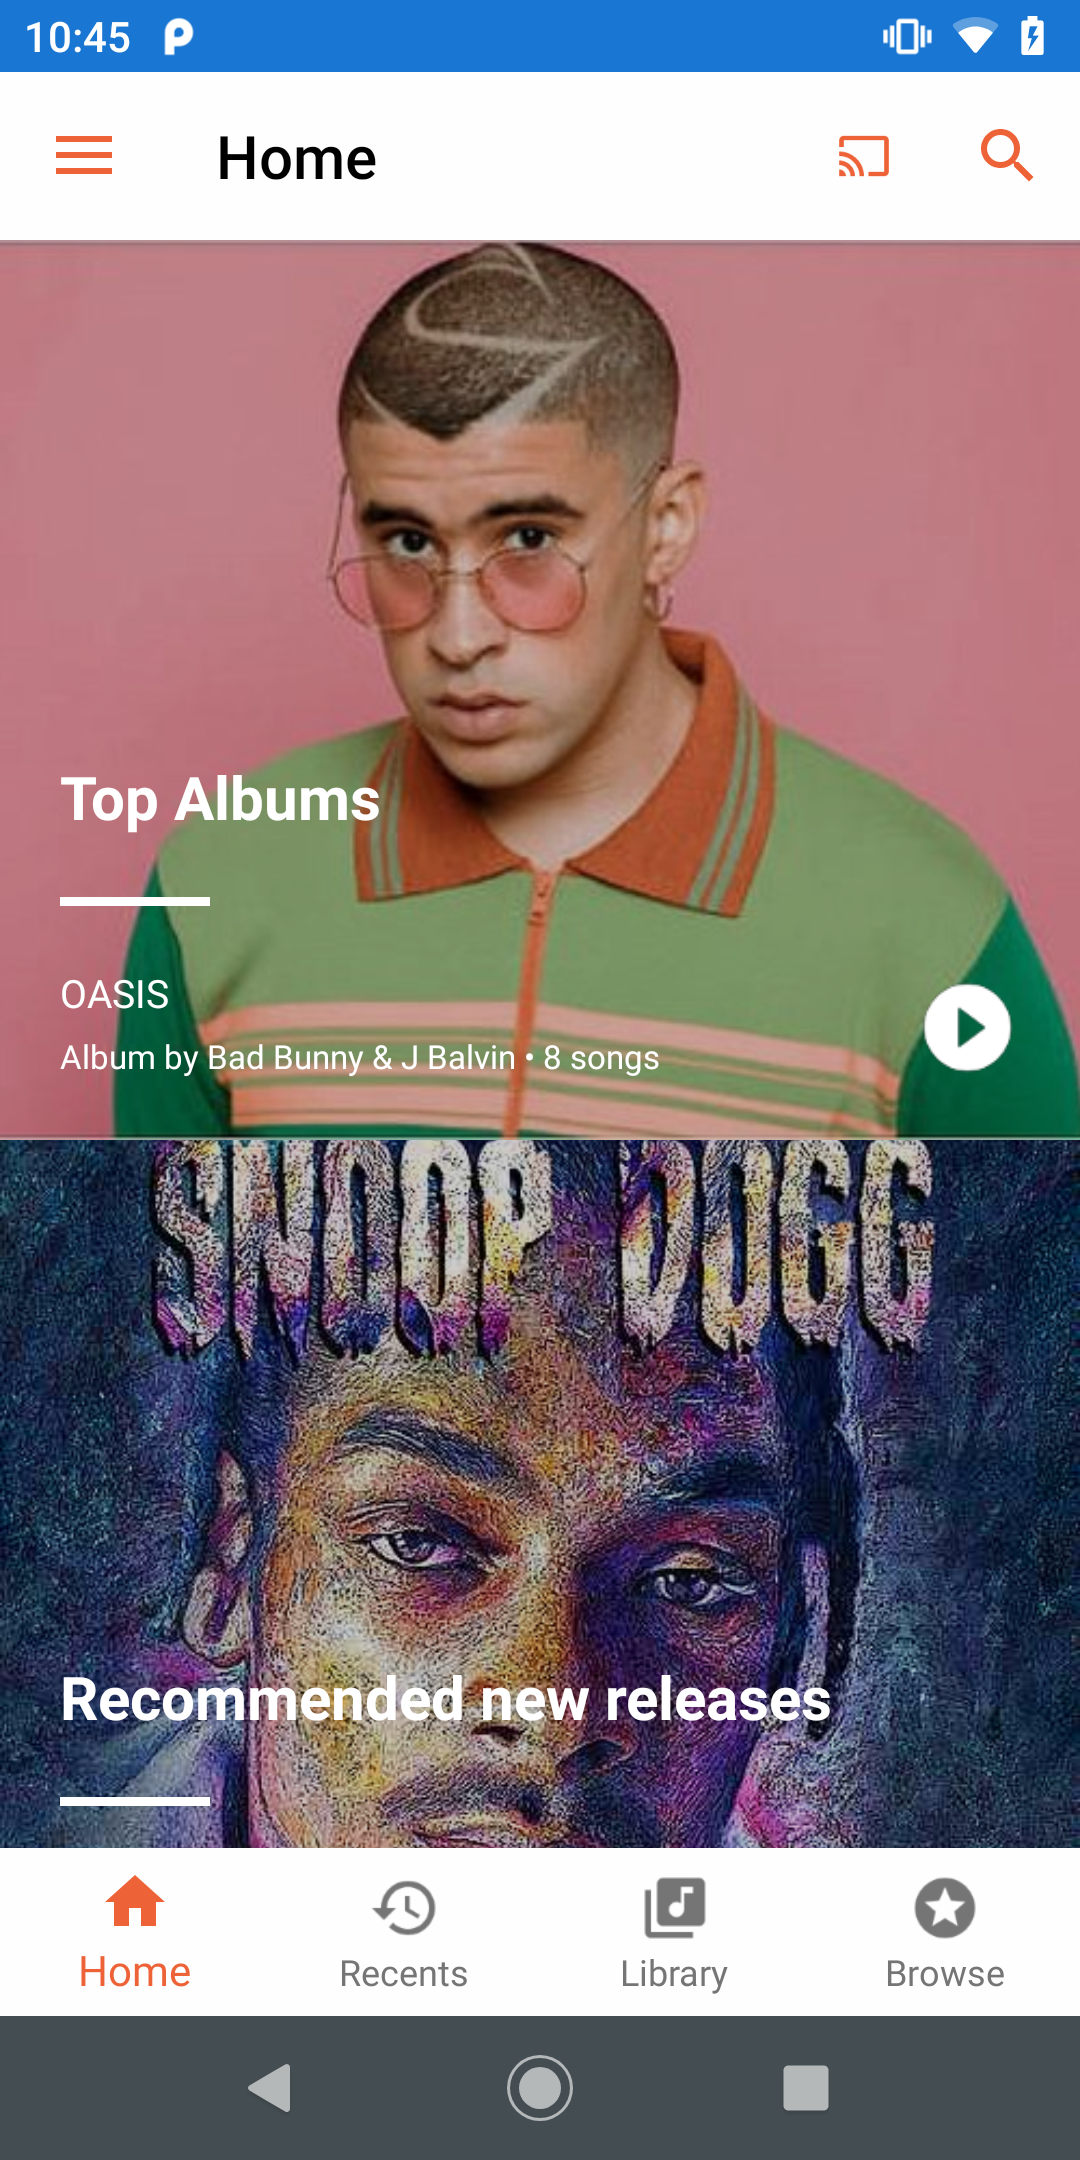 10:45
Home
Top Albums
OASIS
Album by Bad Bunny & J Balvin • 8 songs
SNOOP DOGG
Recommended new releases
Home
Recents
Library
Browse